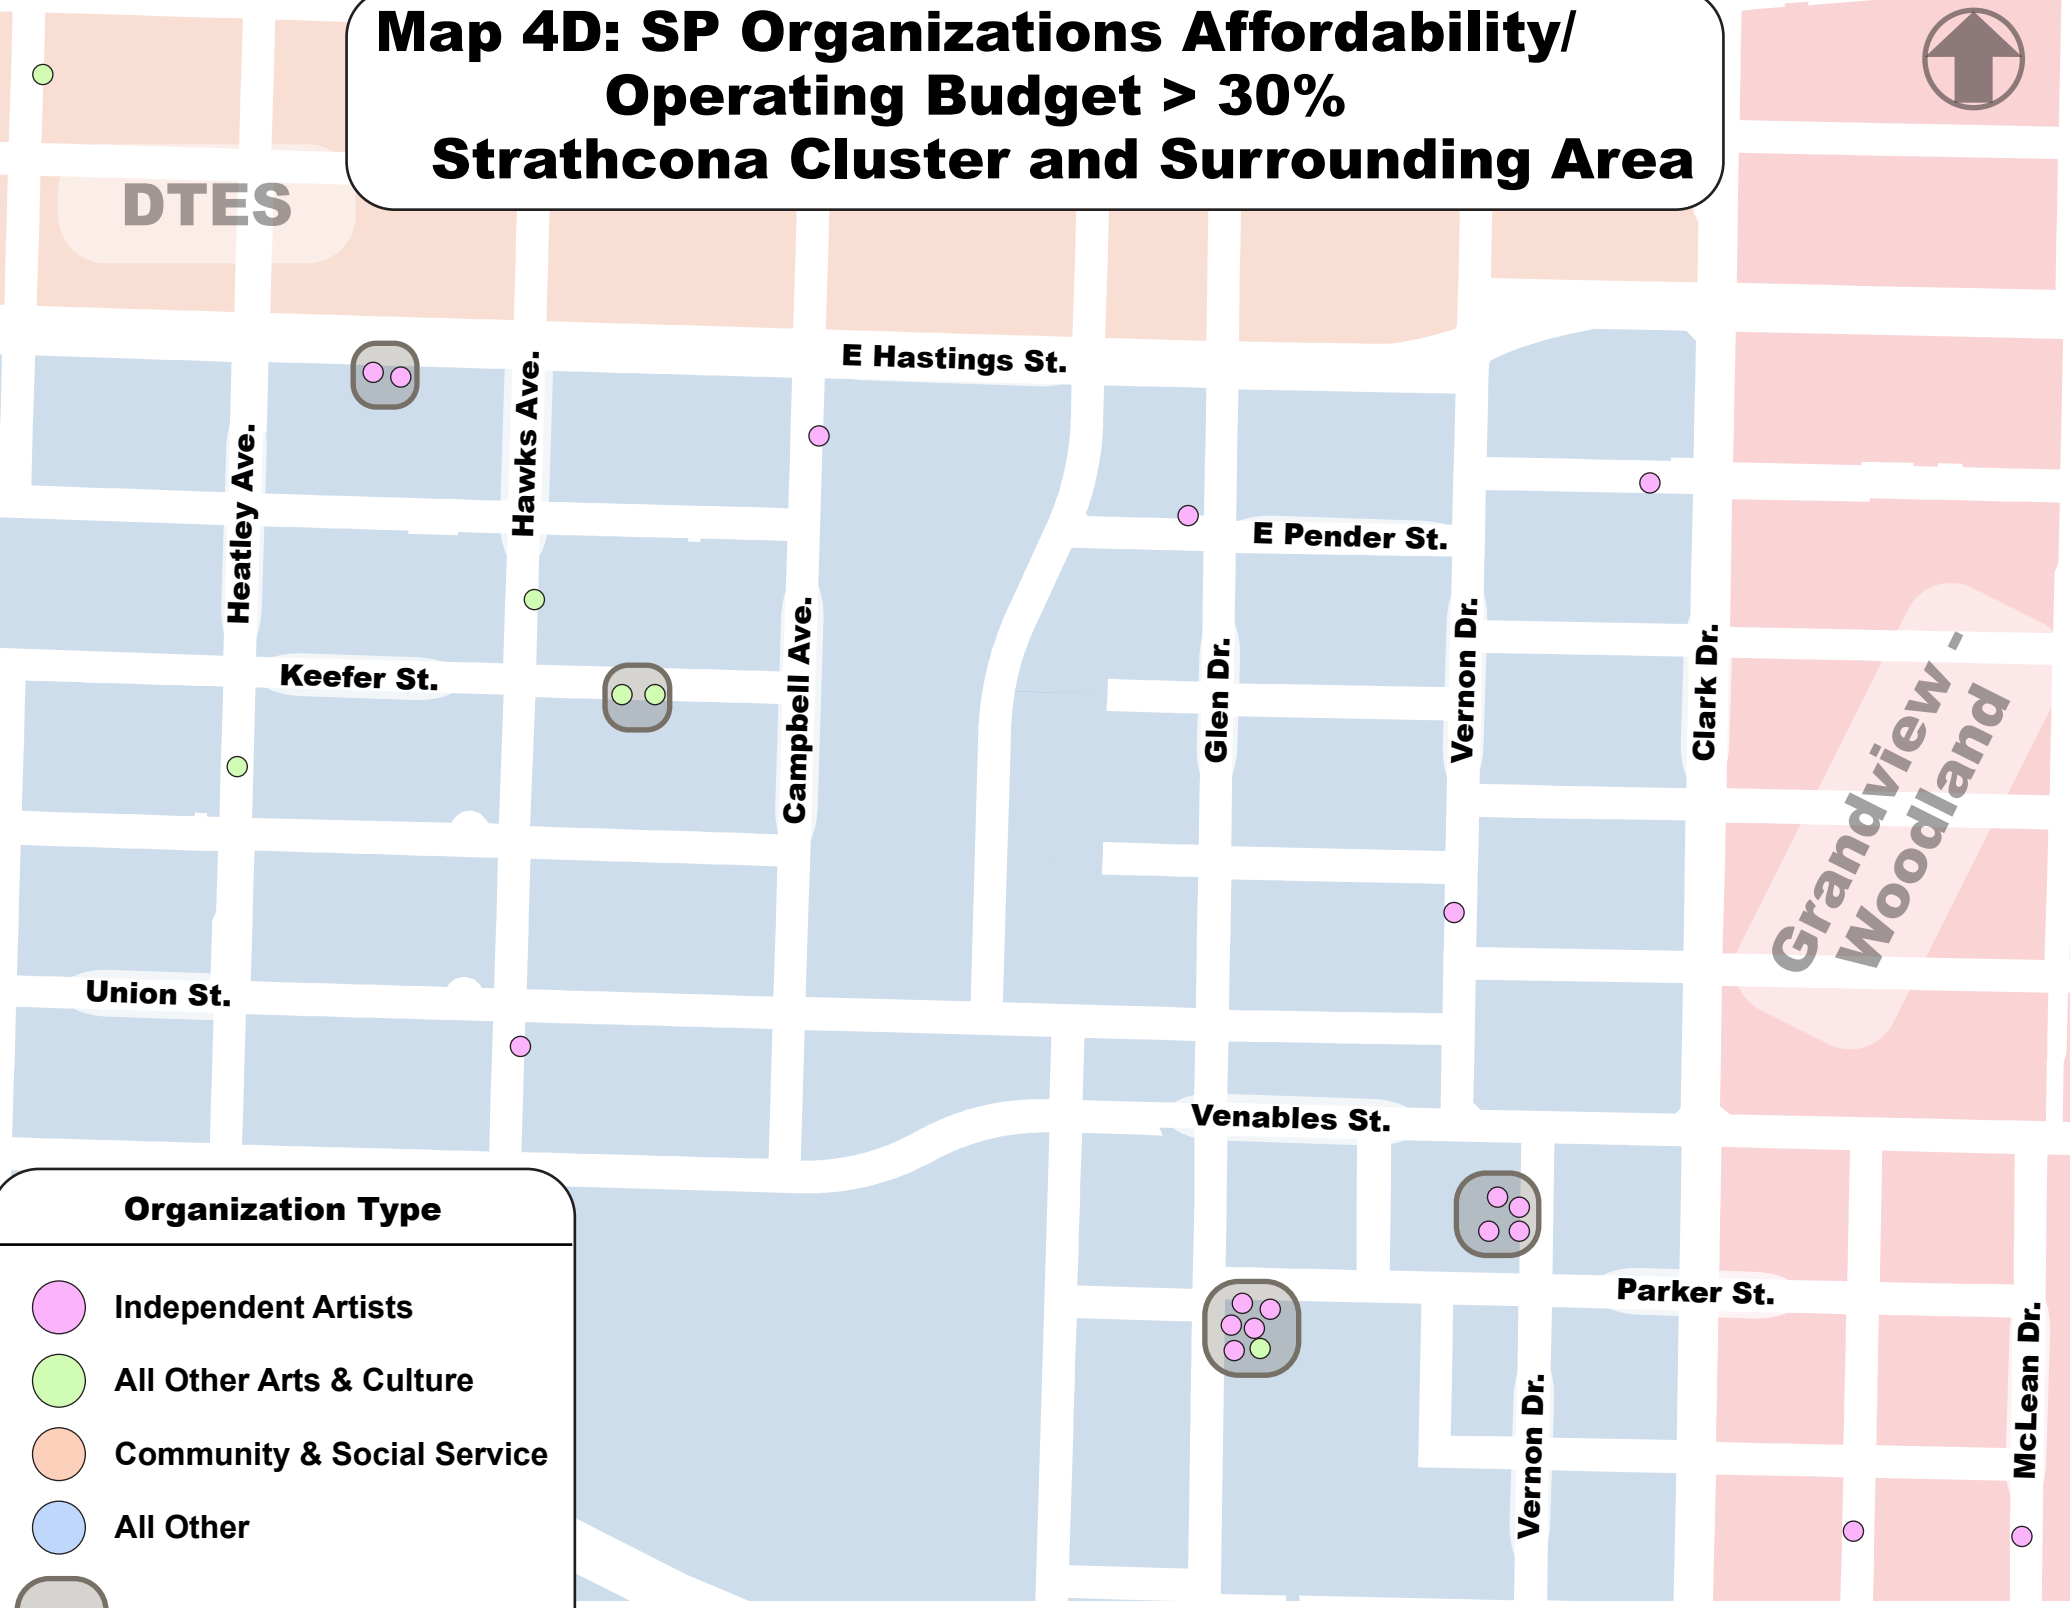 Map 4D: SP Organizations Affordability/
Operating Budget > 30%
Strathcona Cluster and Surrounding Area
DTES
E Hastings St.
Hawks Ave.
Heatley Ave.
E Pender St.
Keefer St.
Campbell Ave.
Glen Dr.
Vernon Dr.
Clark Dr.
Grandview -
Woodland
Union St.
Venables St.
Parker St.
Vernon Dr.
McLean Dr.
Organization Type
Independent Artists
All Other Arts & Culture
Community & Social Service
All Other